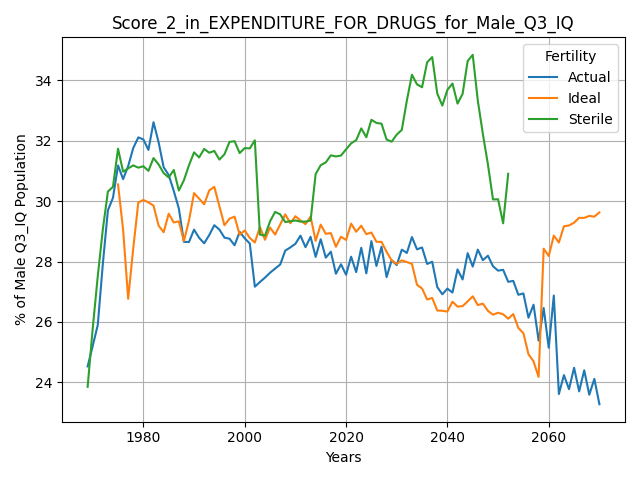 Score_2_in_EXPENDITURE_FOR_DRUGS_for_Male_Q3_IQ
% of Male Q3_IQ Population
34
32
30
28
26
24
Fertility
Actual
Ideal
Sterile
1980
2000
2020
2040
2060
Years